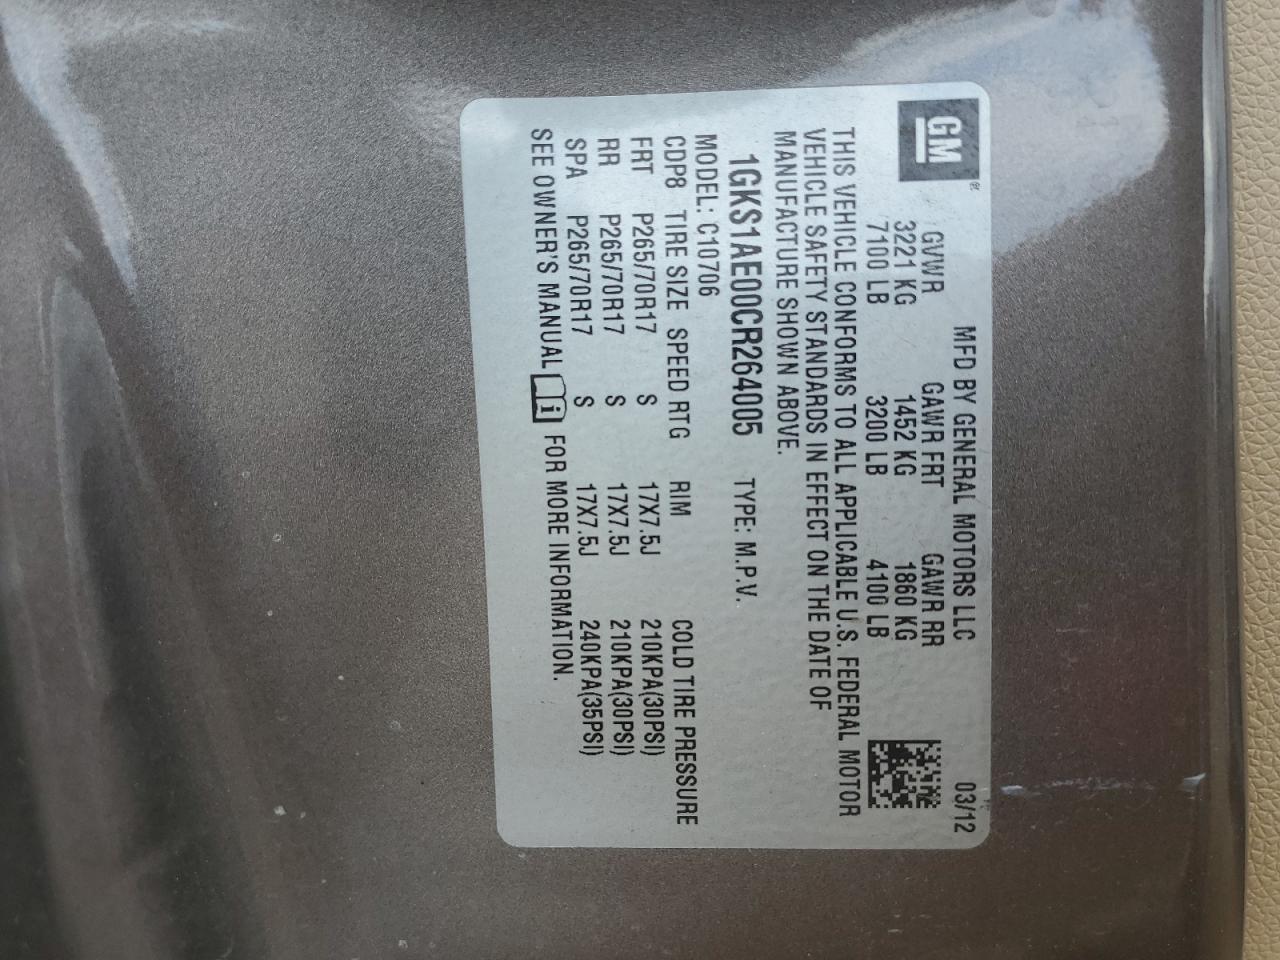 GM®
MFD BY GENERAL MOTORS LLC 03/12
GVWR GAWR FRT GAWR RR
3221 KG 1452 KG 1860 KG
7100 LB 3200 LB 4100 LB
THIS VEHICLE CONFORMS TO ALL APPLICABLE U.S. FEDERAL MOTOR
VEHICLE SAFETY STANDARDS IN EFFECT ON THE DATE OF
MANUFACTURE SHOWN ABOVE.
1GKS1AE00CR264005 TYPE: M.P.V.
MODEL: C10706
CDP8 TIRE SIZE SPEED RTG RIM COLD TIRE PRESSURE
FRT P265/70R17 S 17X7.5J 210KPA(30PSI)
RR P265/70R17 S 17X7.5J 210KPA(30PSI)
SPA P265/70R17 S 17X7.5J 240KPA(35PSI)
SEE OWNER'S MANUAL i FOR MORE INFORMATION.